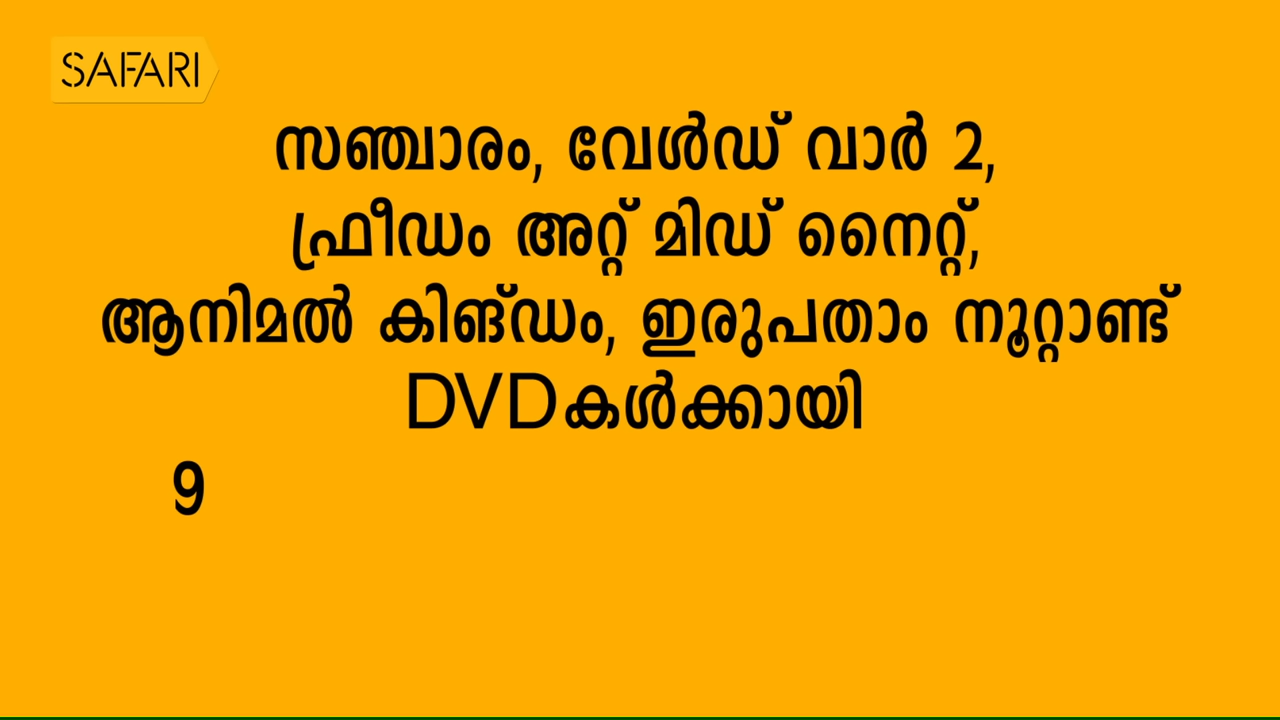 SAFARI
സഞ്ചാരം, വേൾഡ് വാർ 2,
ഫ്രീഡം അറ്റ് മിഡ് നൈറ്റ്,
ആനിമൽ കിങ്ഡം, ഇരുപതാം നൂറ്റാണ്ട്
DVDകൾക്കായി
9